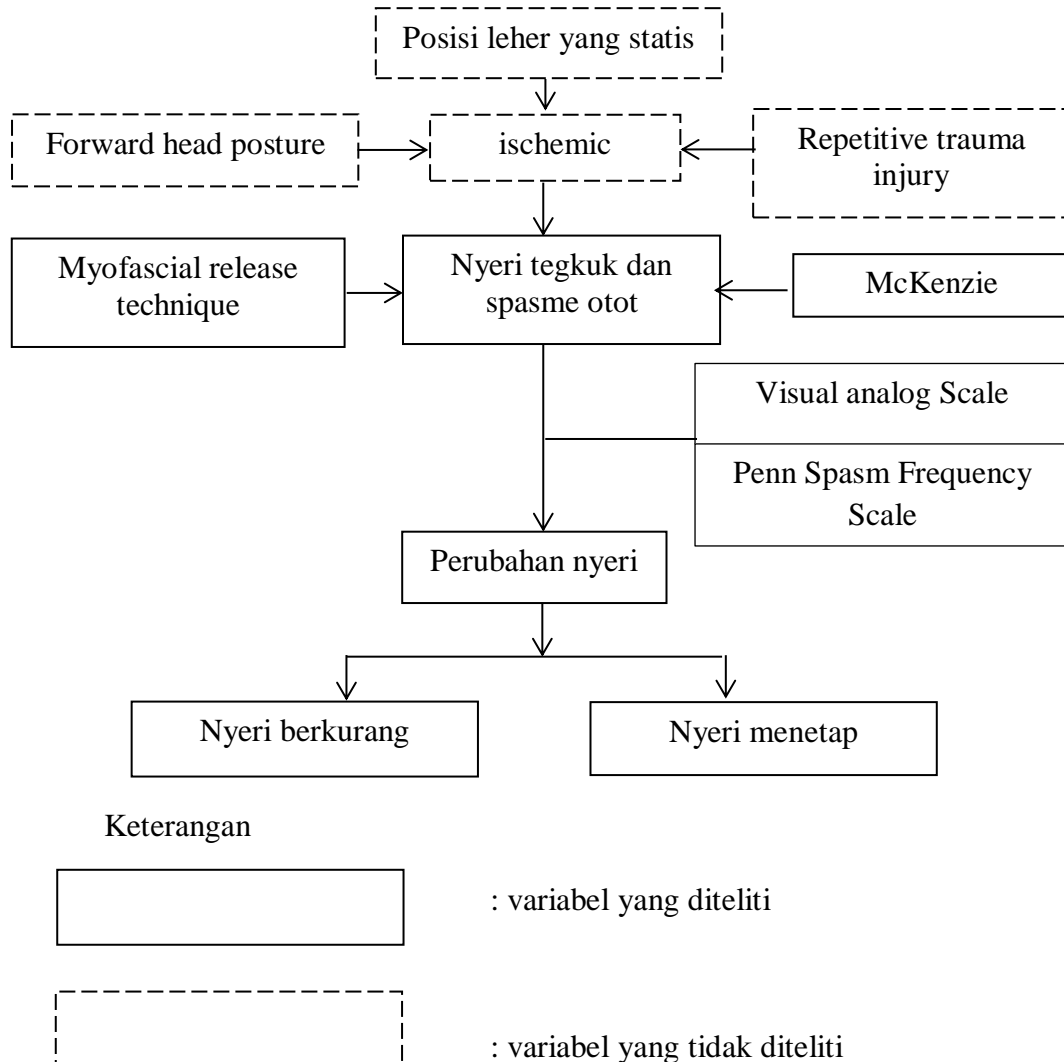 Posisi leher yang statis
Forward head posture
ischemic
Repetitive trauma
injury
Myofascial release
technique
Nyeri tegkuk dan
spasme otot
McKenzie
Visual analog Scale
Penn Spasm Frequency
Scale
Perubahan nyeri
Nyeri berkurang
Nyeri menetap
Keterangan
: variabel yang diteliti
: variabel yang tidak diteliti